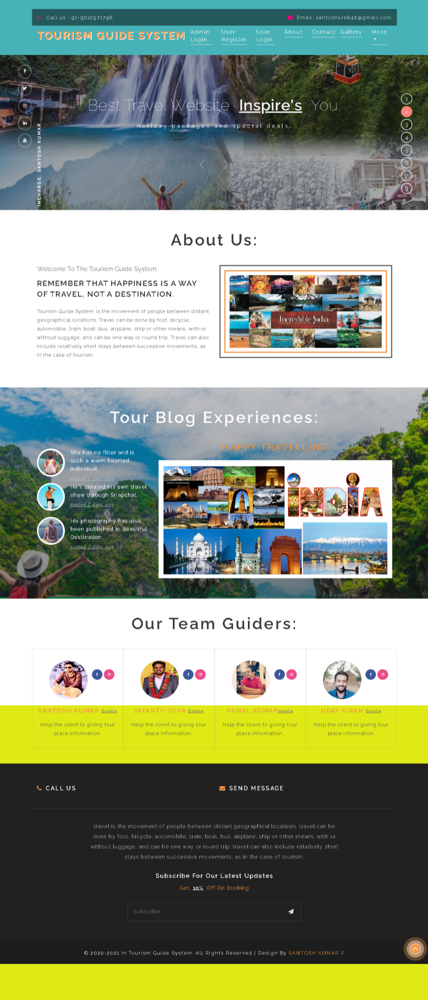 Call us : 91-9010571796
Email: santoshkr0642@gmail.com
TOURISM GUIDE SYSTEM
Admin Login
User Register
User Login
About
Contact
Gallery
More
Best Travel Website Inspire's You.
Holiday packages and special deals.
INCHARGE: SANTOSH KUMAR
1
2
3
4
5
6
7
8
About Us:
Welcome To The Tourism Guide System
REMEMBER THAT HAPPINESS IS A WAY
OF TRAVEL, NOT A DESTINATION.
Tourism Guide System is the movement of people between distant
geographical locations. Travel can be done by foot, bicycle,
automobile, train, boat, bus, airplane, ship or other means, with or
without luggage, and can be one way or round trip. Travel can also
include relatively short stays between successive movements, as
in the case of tourism.
Incredible !ndia
Tour Blog Experiences:
HAPPY TRAVELLING
She has no filter and is
such a warm hearted
individual.
posted 2 days ago
He's created his own travel
show through Snapchat.
posted 2 days ago
His photography has also
been published in Beautiful
Destination.
posted 2 days ago
INDIA
Our Team Guiders:
SANTOSH KUMAR Guide
Help the client to giving tour
place information.
JAYANTH YUVA Guide
Help the client to giving tour
place information.
KUNAL KUMARguide
Help the client to giving tour
place information.
UDAY KIRAN Guide
Help the client to giving tour
place information.
CALL US
SEND MESSAGE
travel is the movement of people between distant geographical locations. travel can be
done by foot, bicycle, automobile, train, boat, bus, airplane, ship or other means, with or
without luggage, and can be one way or round trip. travel can also include relatively short
stays between successive movements, as in the case of tourism.
Subscribe For Our Latest Updates
Get 10% Off On Booking
Subscribe
© 2020-2021 In Tourism Guide System. All Rights Reserved | Design By SANTOSH KUMAR P